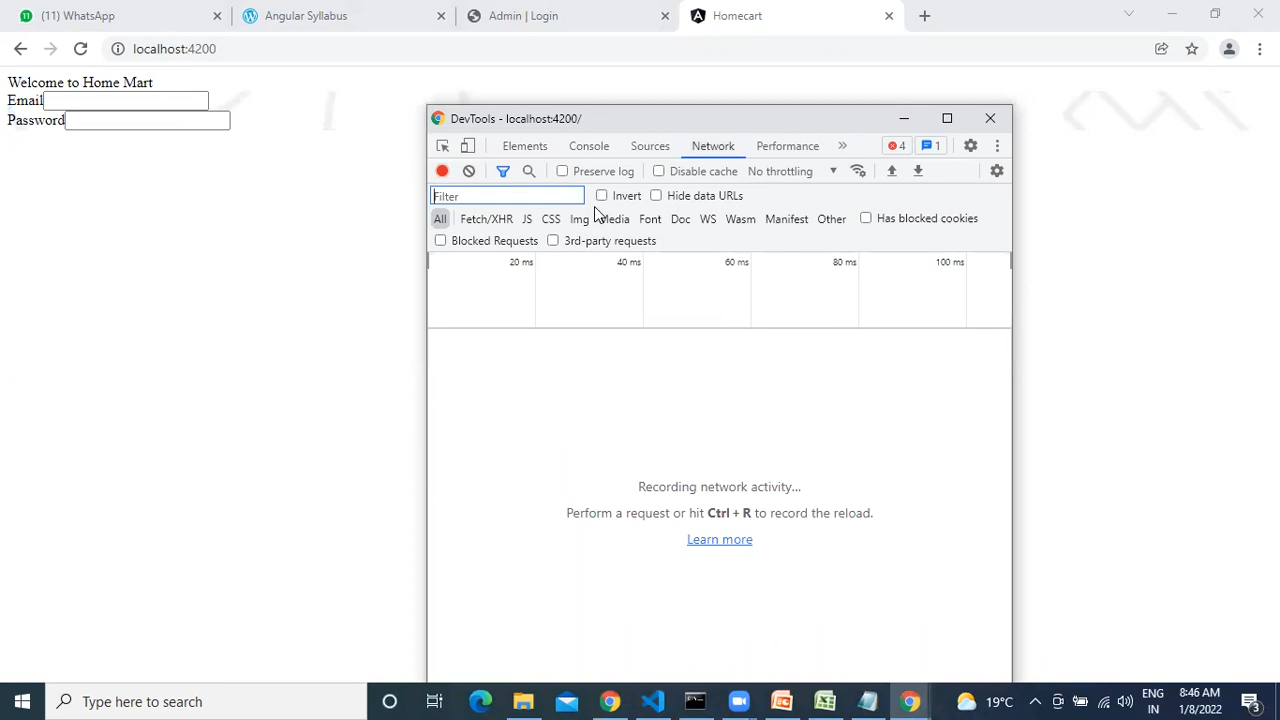 (11) WhatsApp
Angular Syllabus
Admin | Login
Homecart
localhost:4200
Welcome to Home Mart
Email
Password
DevTools - localhost:4200/
Elements Console Sources Network Performance » 4 1
Preserve log Disable cache No throttling
Filter Invert Hide data URLs
All Fetch/XHR JS CSS Img Media Font Doc WS Wasm Manifest Other Has blocked cookies
Blocked Requests 3rd-party requests
20 ms 40 ms 60 ms 80 ms 100 ms
Recording network activity...
Perform a request or hit Ctrl + R to record the reload.
Learn more
Type here to search
19°C
ENG
IN
8:46 AM
1/8/2022
3